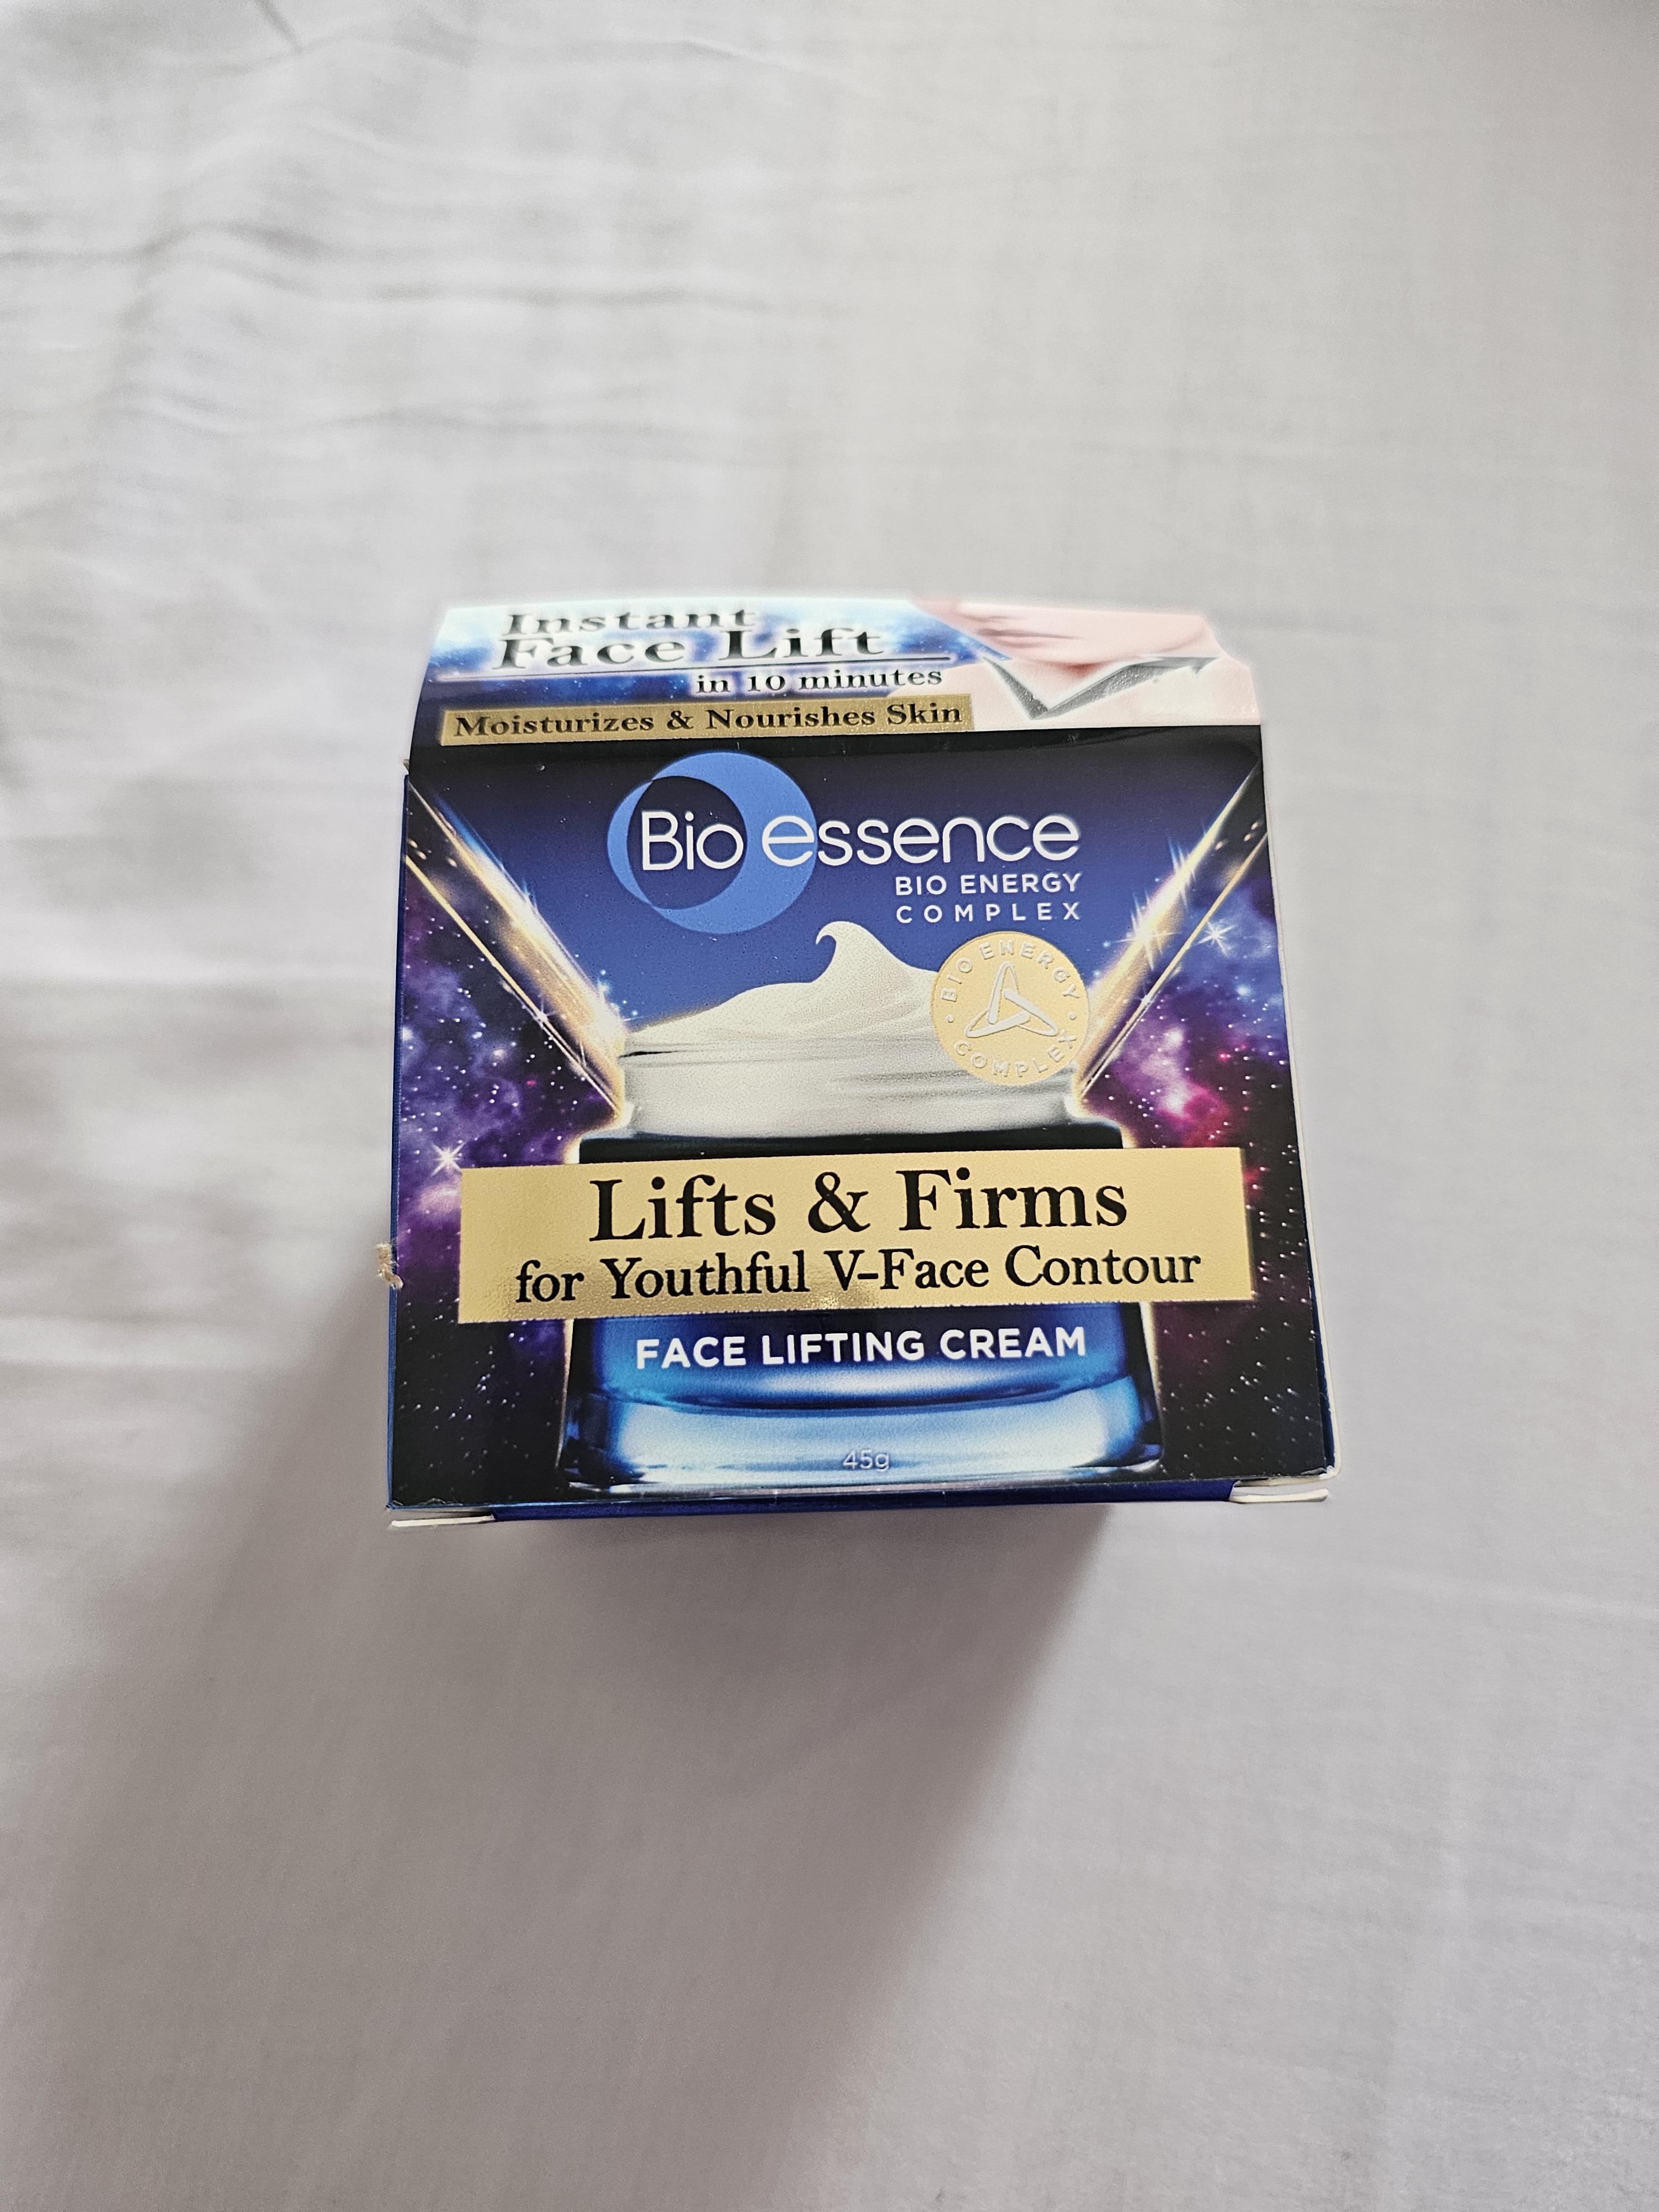 Instant
Face Lift
in 10 minutes
Moisturizes & Nourishes Skin
Bio essence
BIO ENERGY
COMPLEX
BIO ENERGY
COMPLEX
Lifts & Firms
for Youthful V-Face Contour
FACE LIFTING CREAM
45g